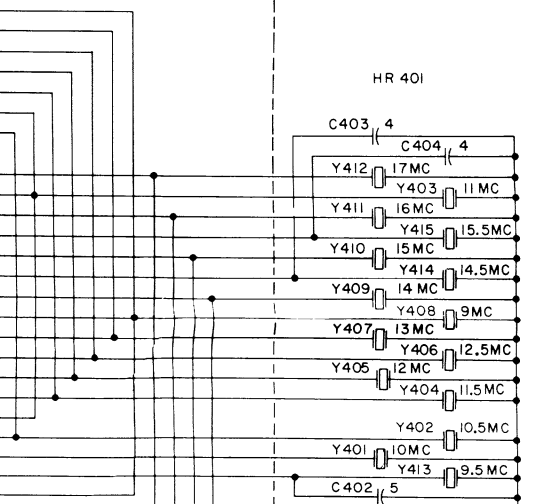 HR 401
C403 4
C404 4
Y412 17MC
Y403 11MC
Y411 16MC
Y415 15.5MC
Y410 15MC
Y414 14.5MC
Y409 14MC
Y408 9MC
Y407 13MC
Y406 12.5MC
Y405 12MC
Y404 11.5MC
Y402 10.5MC
Y401 10MC
Y413 9.5MC
C402 5